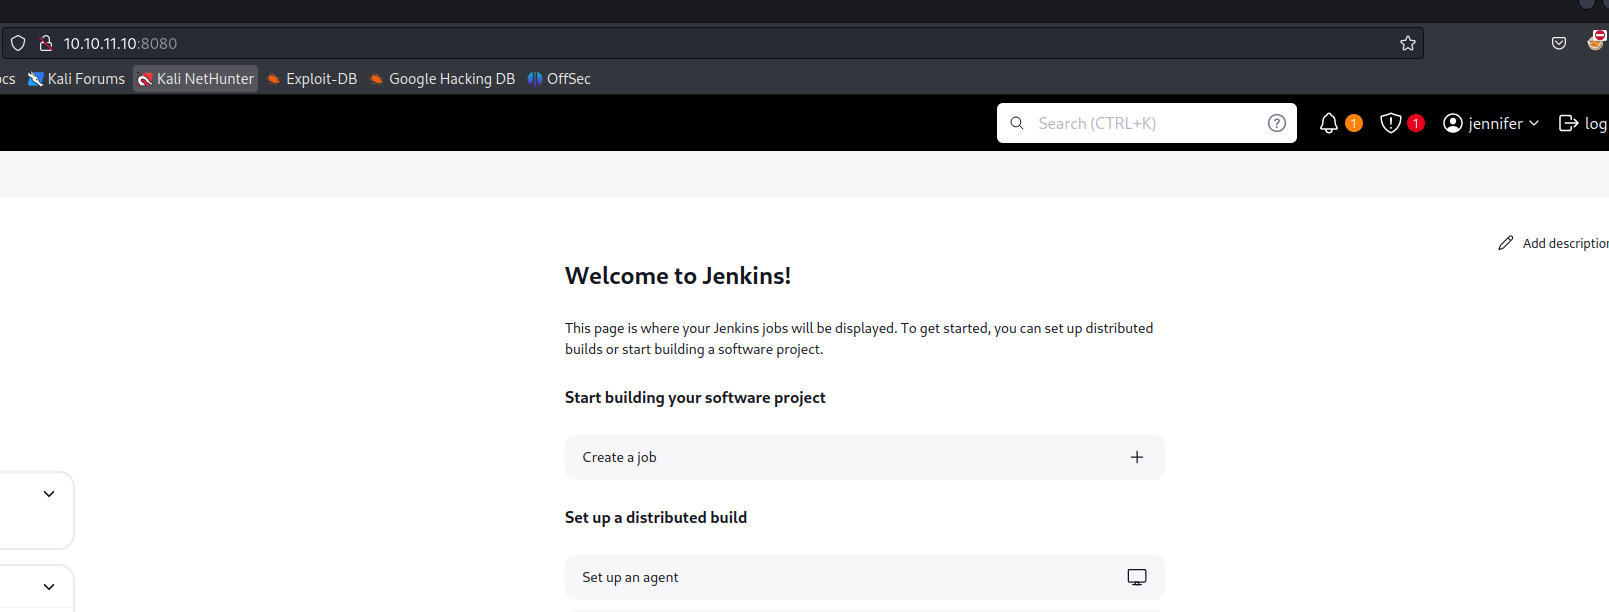 10.10.11.10:8080
ocs Kali Forums Kali NetHunter Exploit-DB Google Hacking DB OffSec
Search (CTRL+K) ? 1 1 jennifer log
Add description
Welcome to Jenkins!
This page is where your Jenkins jobs will be displayed. To get started, you can set up distributed
builds or start building a software project.
Start building your software project
Create a job
Set up a distributed build
Set up an agent